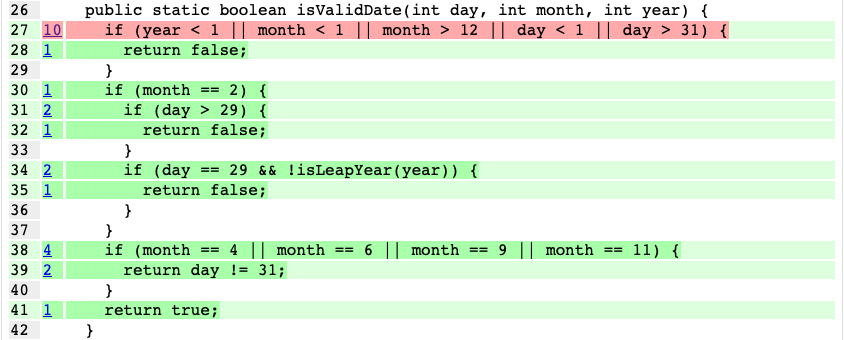 26 public static boolean isValidDate(int day, int month, int year) {
27 10 if (year < 1 || month < 1 || month > 12 || day < 1 || day > 31) {
28 1 return false;
29 }
30 1 if (month == 2) {
31 2 if (day > 29) {
32 1 return false;
33 }
34 2 if (day == 29 && !isLeapYear(year)) {
35 1 return false;
36 }
37 }
38 4 if (month == 4 || month == 6 || month == 9 || month == 11) {
39 2 return day != 31;
40 }
41 1 return true;
42 }